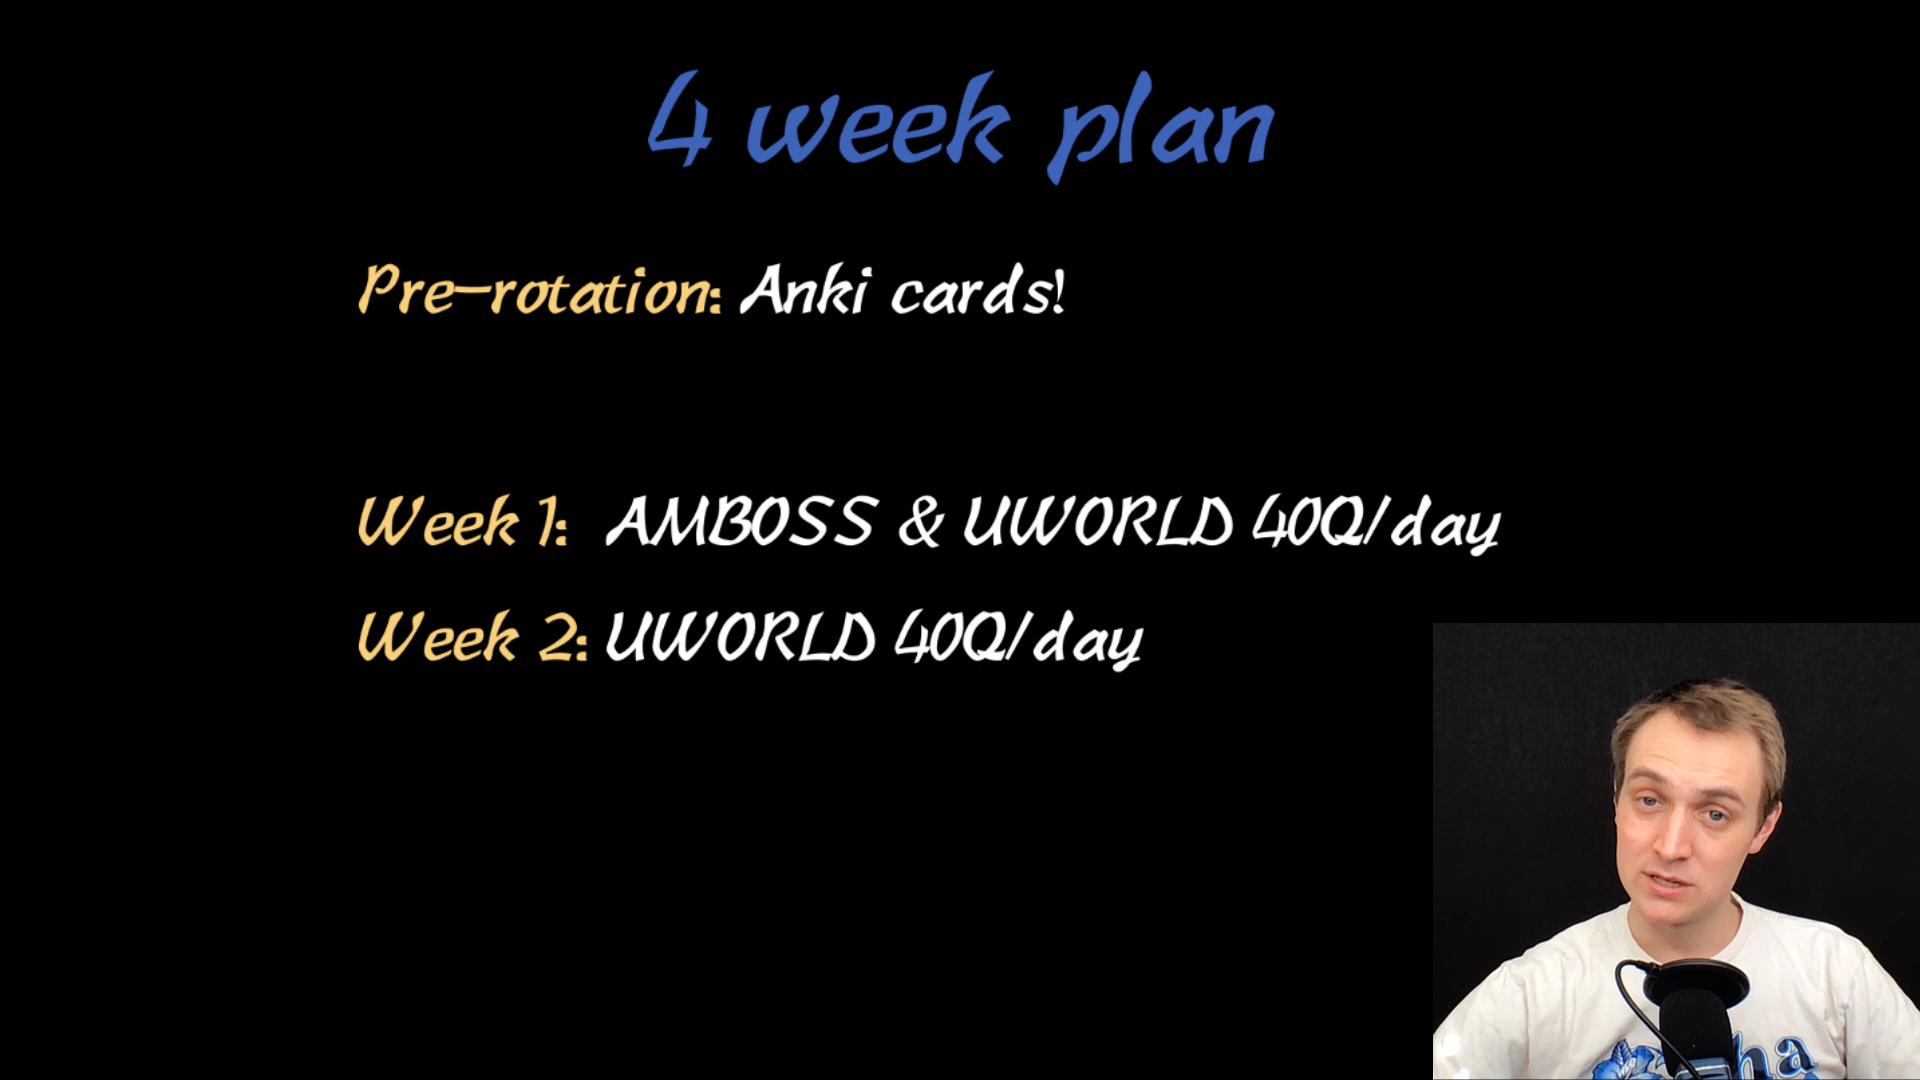 4 week plan
Pre-rotation: Anki cards!
Week 1: AMBOSS & UWORLD 40Q/day
Week 2: UWORLD 40Q/day